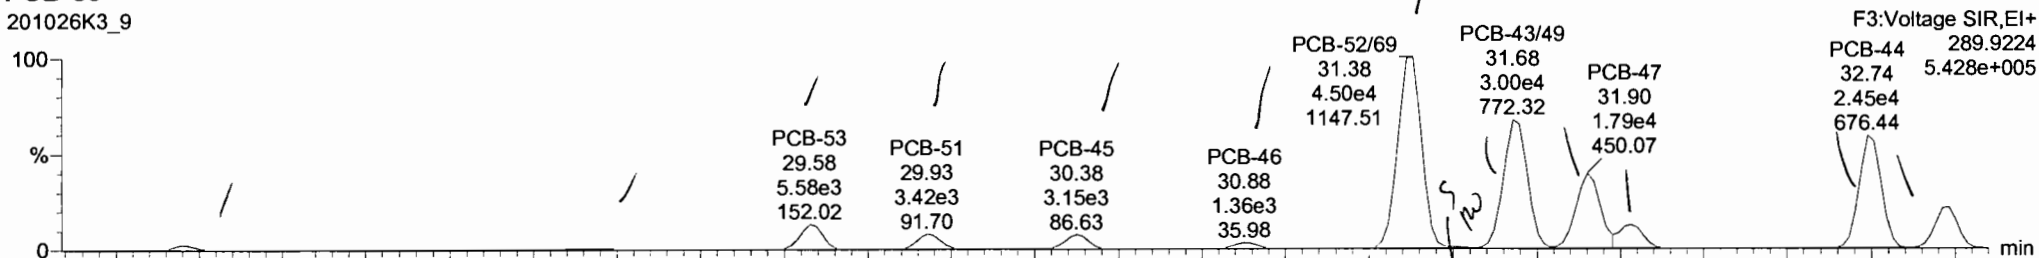 201026K3_9
F3:Voltage SIR,EI+
289.9224
5.428e+005
100
%
0
PCB-53
29.58
5.58e3
152.02
PCB-51
29.93
3.42e3
91.70
PCB-45
30.38
3.15e3
86.63
PCB-46
30.88
1.36e3
35.98
PCB-52/69
31.38
4.50e4
1147.51
PCB-43/49
31.68
3.00e4
772.32
PCB-47
31.90
1.79e4
450.07
PCB-44
32.74
2.45e4
676.44
min